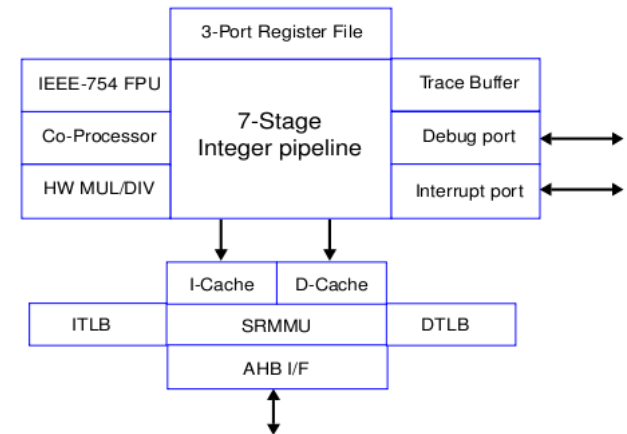 3-Port Register File
IEEE-754 FPU
Trace Buffer
7-Stage
Integer pipeline
Co-Processor
Debug port
HW MUL/DIV
Interrupt port
I-Cache
D-Cache
ITLB
SRMMU
DTLB
AHB I/F